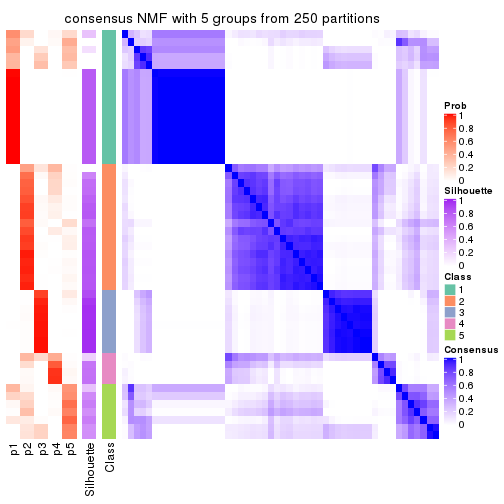 consensus NMF with 5 groups from 250 partitions
Prob
1
0.8
0.6
0.4
0.2
0
Silhouette
1
0.8
0.6
0.4
0.2
0
Class
1
2
3
4
5
Consensus
1
0.8
0.6
0.4
0.2
0
p1
p2
p3
p4
p5
Silhouette
Class